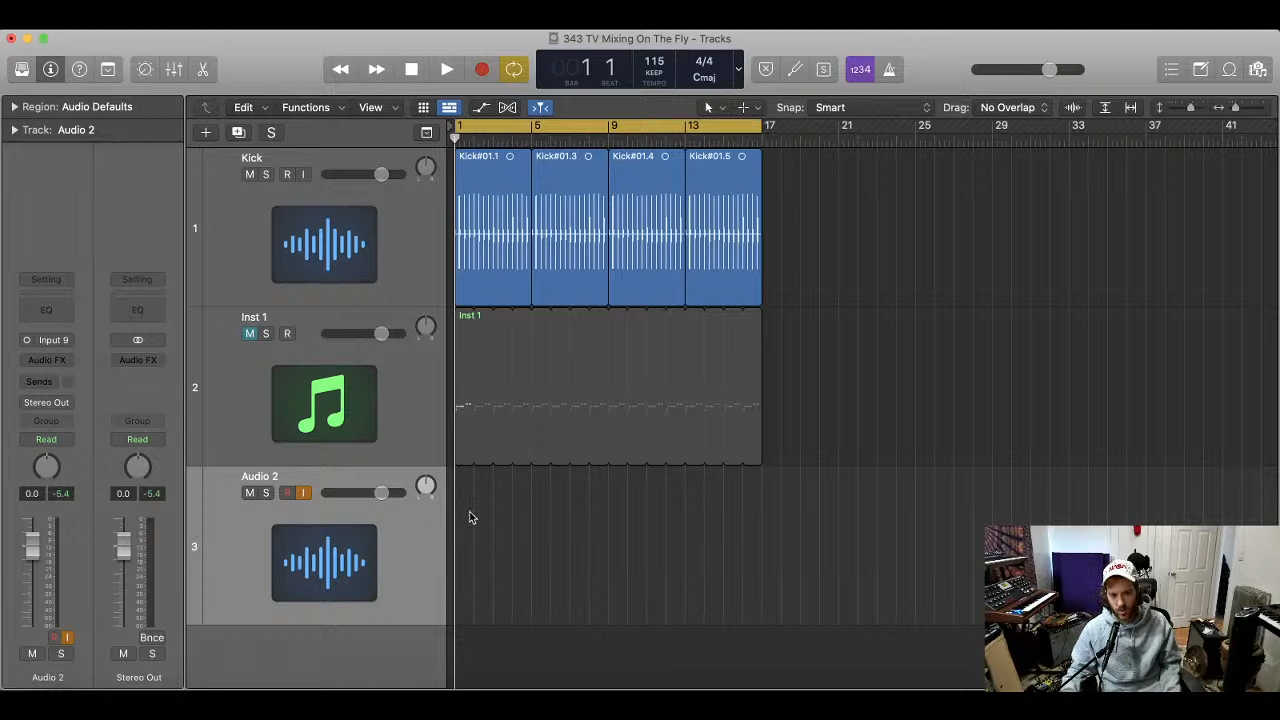 343 TV Mixing On The Fly - Tracks
001 1
BAR BEAT
115
KEEP
TEMPO
4/4
Cmaj
1234
Region: Audio Defaults
Track: Audio 2
Edit Functions View
Snap: Smart
Drag: No Overlap
S
1 5 9 13 17 21 25 29 33 37 41
Kick
M S R I
L R
1
Kick#01.1 Kick#01.3 Kick#01.4 Kick#01.5
Inst 1
M S R
L R
2
Inst 1
Audio 2
M S R I
L R
3
Setting Setting
EQ EQ
Input 9
Audio FX Audio FX
Sends
Stereo Out
Group Group
Read Read
0.0 -5.4 0.0 -5.4
R I Bnce
M S M S
Audio 2 Stereo Out